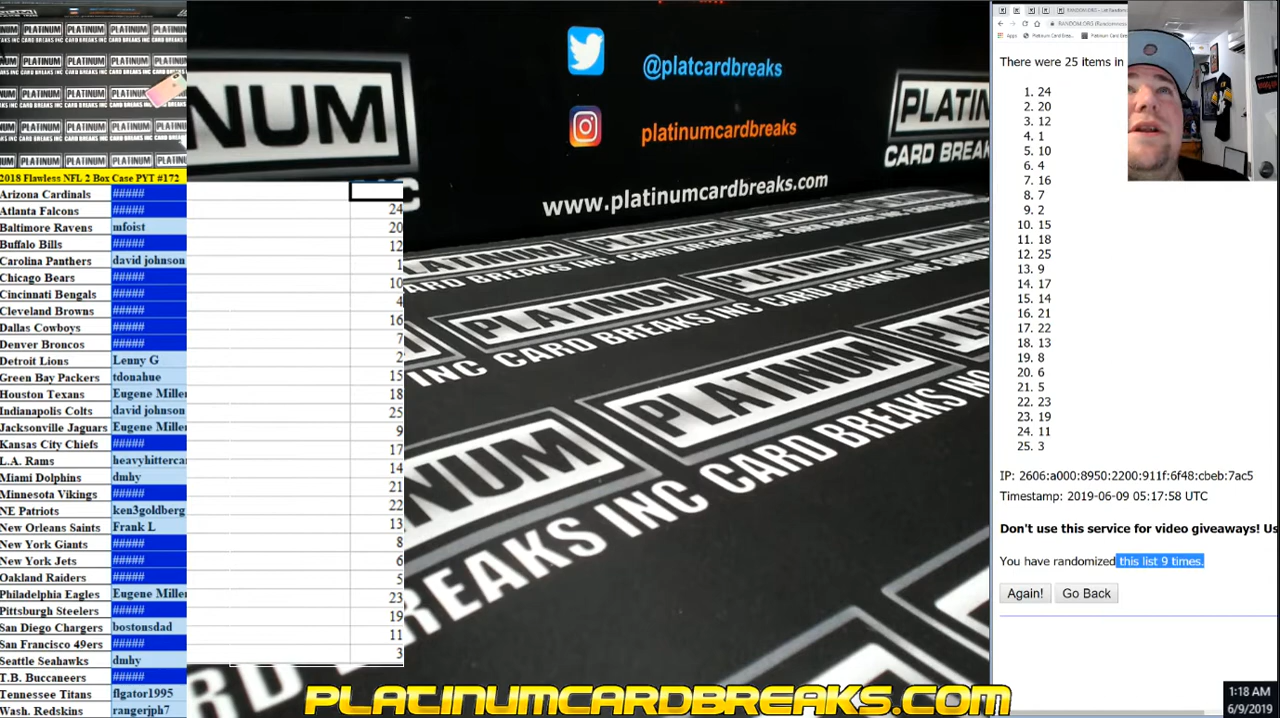 PLATINUM
NUM
@platcardbreaks
platinumcardbreaks
www.platinumcardbreaks.com
CARD BREAKS INC
PLATINUM
2018 Flawless NFL 2 Box Case PYT #172
Arizona Cardinals #####
Atlanta Falcons #####
Baltimore Ravens mfoist
Buffalo Bills #####
Carolina Panthers david johnson
Chicago Bears #####
Cincinnati Bengals #####
Cleveland Browns #####
Dallas Cowboys #####
Denver Broncos #####
Detroit Lions Lenny G
Green Bay Packers tdonahue
Houston Texans Eugene Miller
Indianapolis Colts david johnson
Jacksonville Jaguars Eugene Miller
Kansas City Chiefs #####
L.A. Rams heavyhitterca
Miami Dolphins dmhy
Minnesota Vikings #####
NE Patriots ken3goldberg
New Orleans Saints Frank L
New York Giants #####
New York Jets #####
Oakland Raiders #####
Philadelphia Eagles Eugene Miller
Pittsburgh Steelers #####
San Diego Chargers bostonsdad
San Francisco 49ers #####
Seattle Seahawks dmhy
T.B. Buccaneers #####
Tennessee Titans flgator1995
Wash. Redskins rangerjph7
24
20
12
1
10
4
16
7
2
15
18
25
9
17
14
21
22
13
8
6
5
23
19
11
3
There were 25 items in
1. 24
2. 20
3. 12
4. 1
5. 10
6. 4
7. 16
8. 7
9. 2
10. 15
11. 18
12. 25
13. 9
14. 17
15. 14
16. 21
17. 22
18. 13
19. 8
20. 6
21. 5
22. 23
23. 19
24. 11
25. 3
IP: 2606:a000:8950:2200:911f:6f48:cbeb:7ac5
Timestamp: 2019-06-09 05:17:58 UTC
Don't use this service for video giveaways! Us
You have randomized this list 9 times.
Again! Go Back
PLATINUMCARDBREAKS.COM
1:18 AM
6/9/2019